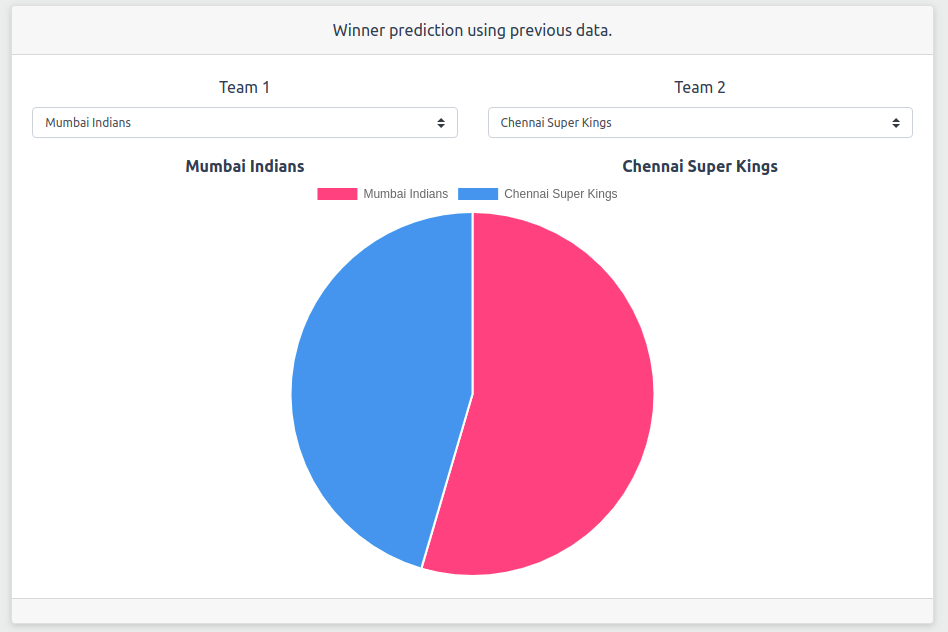 Winner prediction using previous data.
Team 1
Team 2
Mumbai Indians
Chennai Super Kings
Mumbai Indians
Chennai Super Kings
Mumbai Indians
Chennai Super Kings